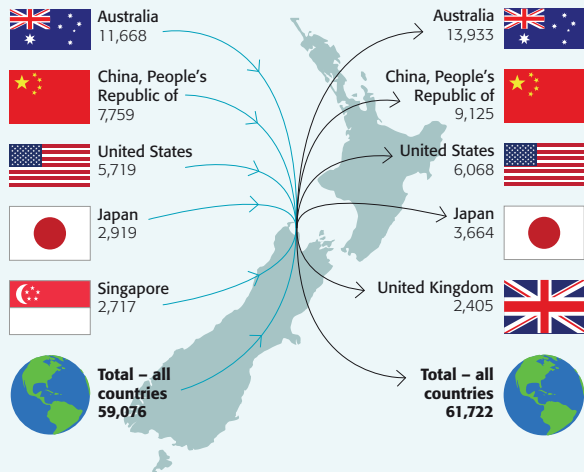 Australia
11,668
China, People's
Republic of
7,759
United States
5,719
Japan
2,919
Singapore
2,717
Total – all
countries
59,076
Australia
13,933
China, People's
Republic of
9,125
United States
6,068
Japan
3,664
United Kingdom
2,405
Total – all
countries
61,722